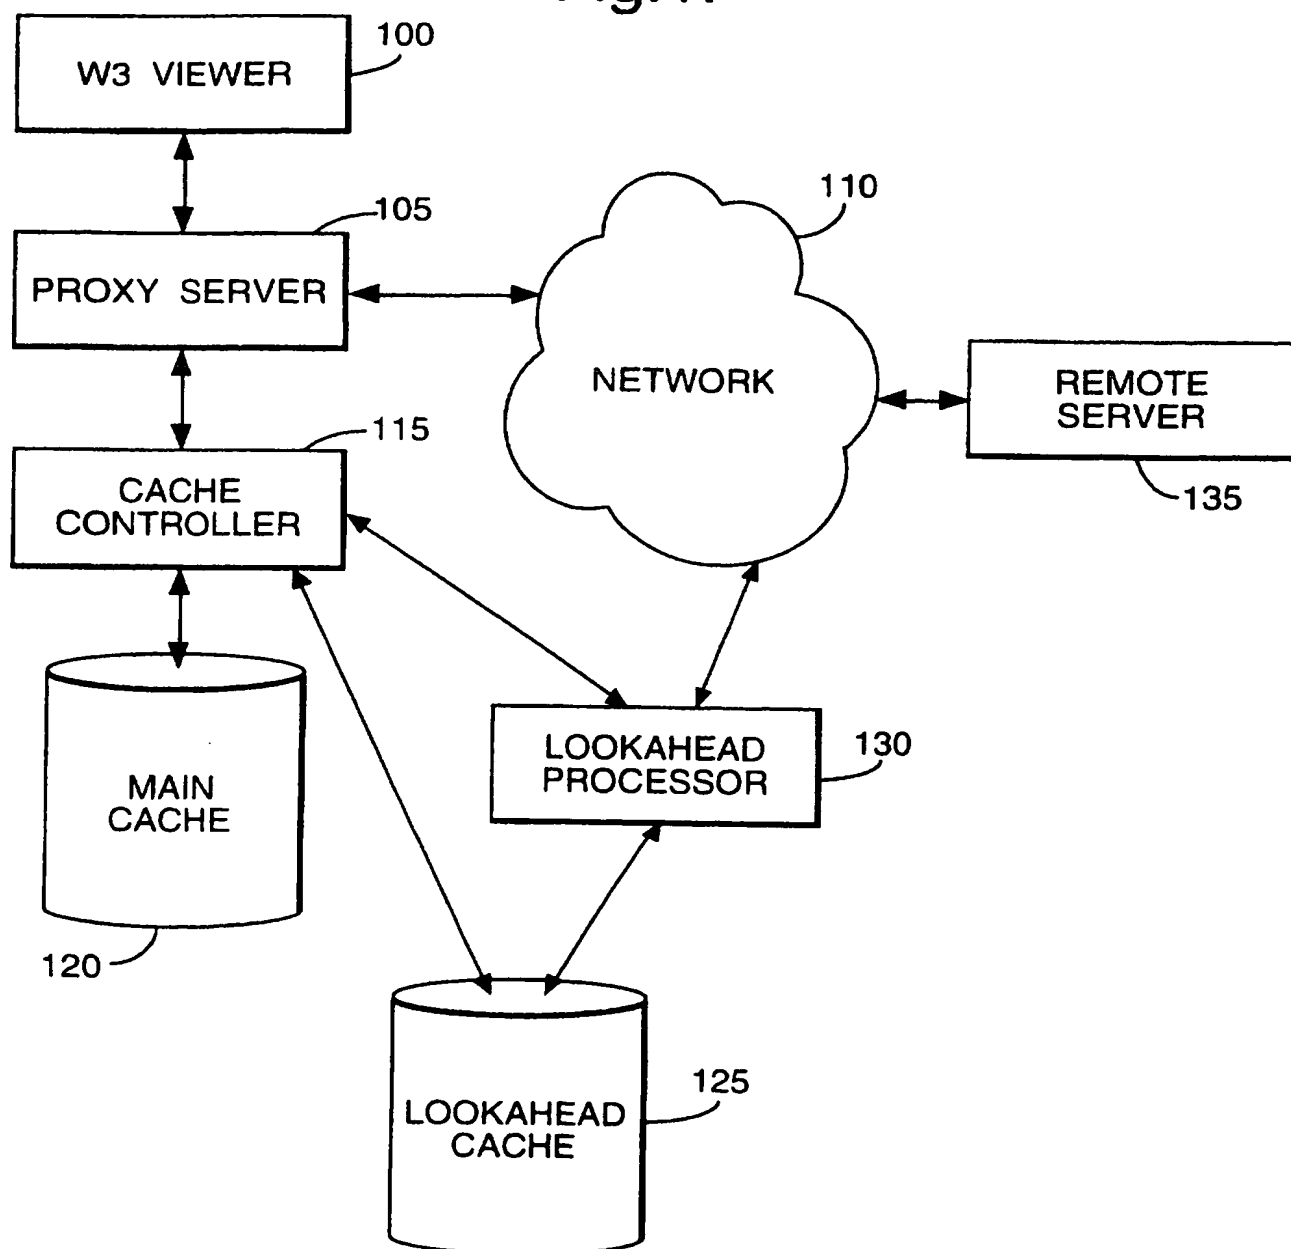 W3 VIEWER
100
105
PROXY SERVER
110
NETWORK
REMOTE
SERVER
135
115
CACHE
CONTROLLER
MAIN
CACHE
120
LOOKAHEAD
PROCESSOR
130
LOOKAHEAD
CACHE
125